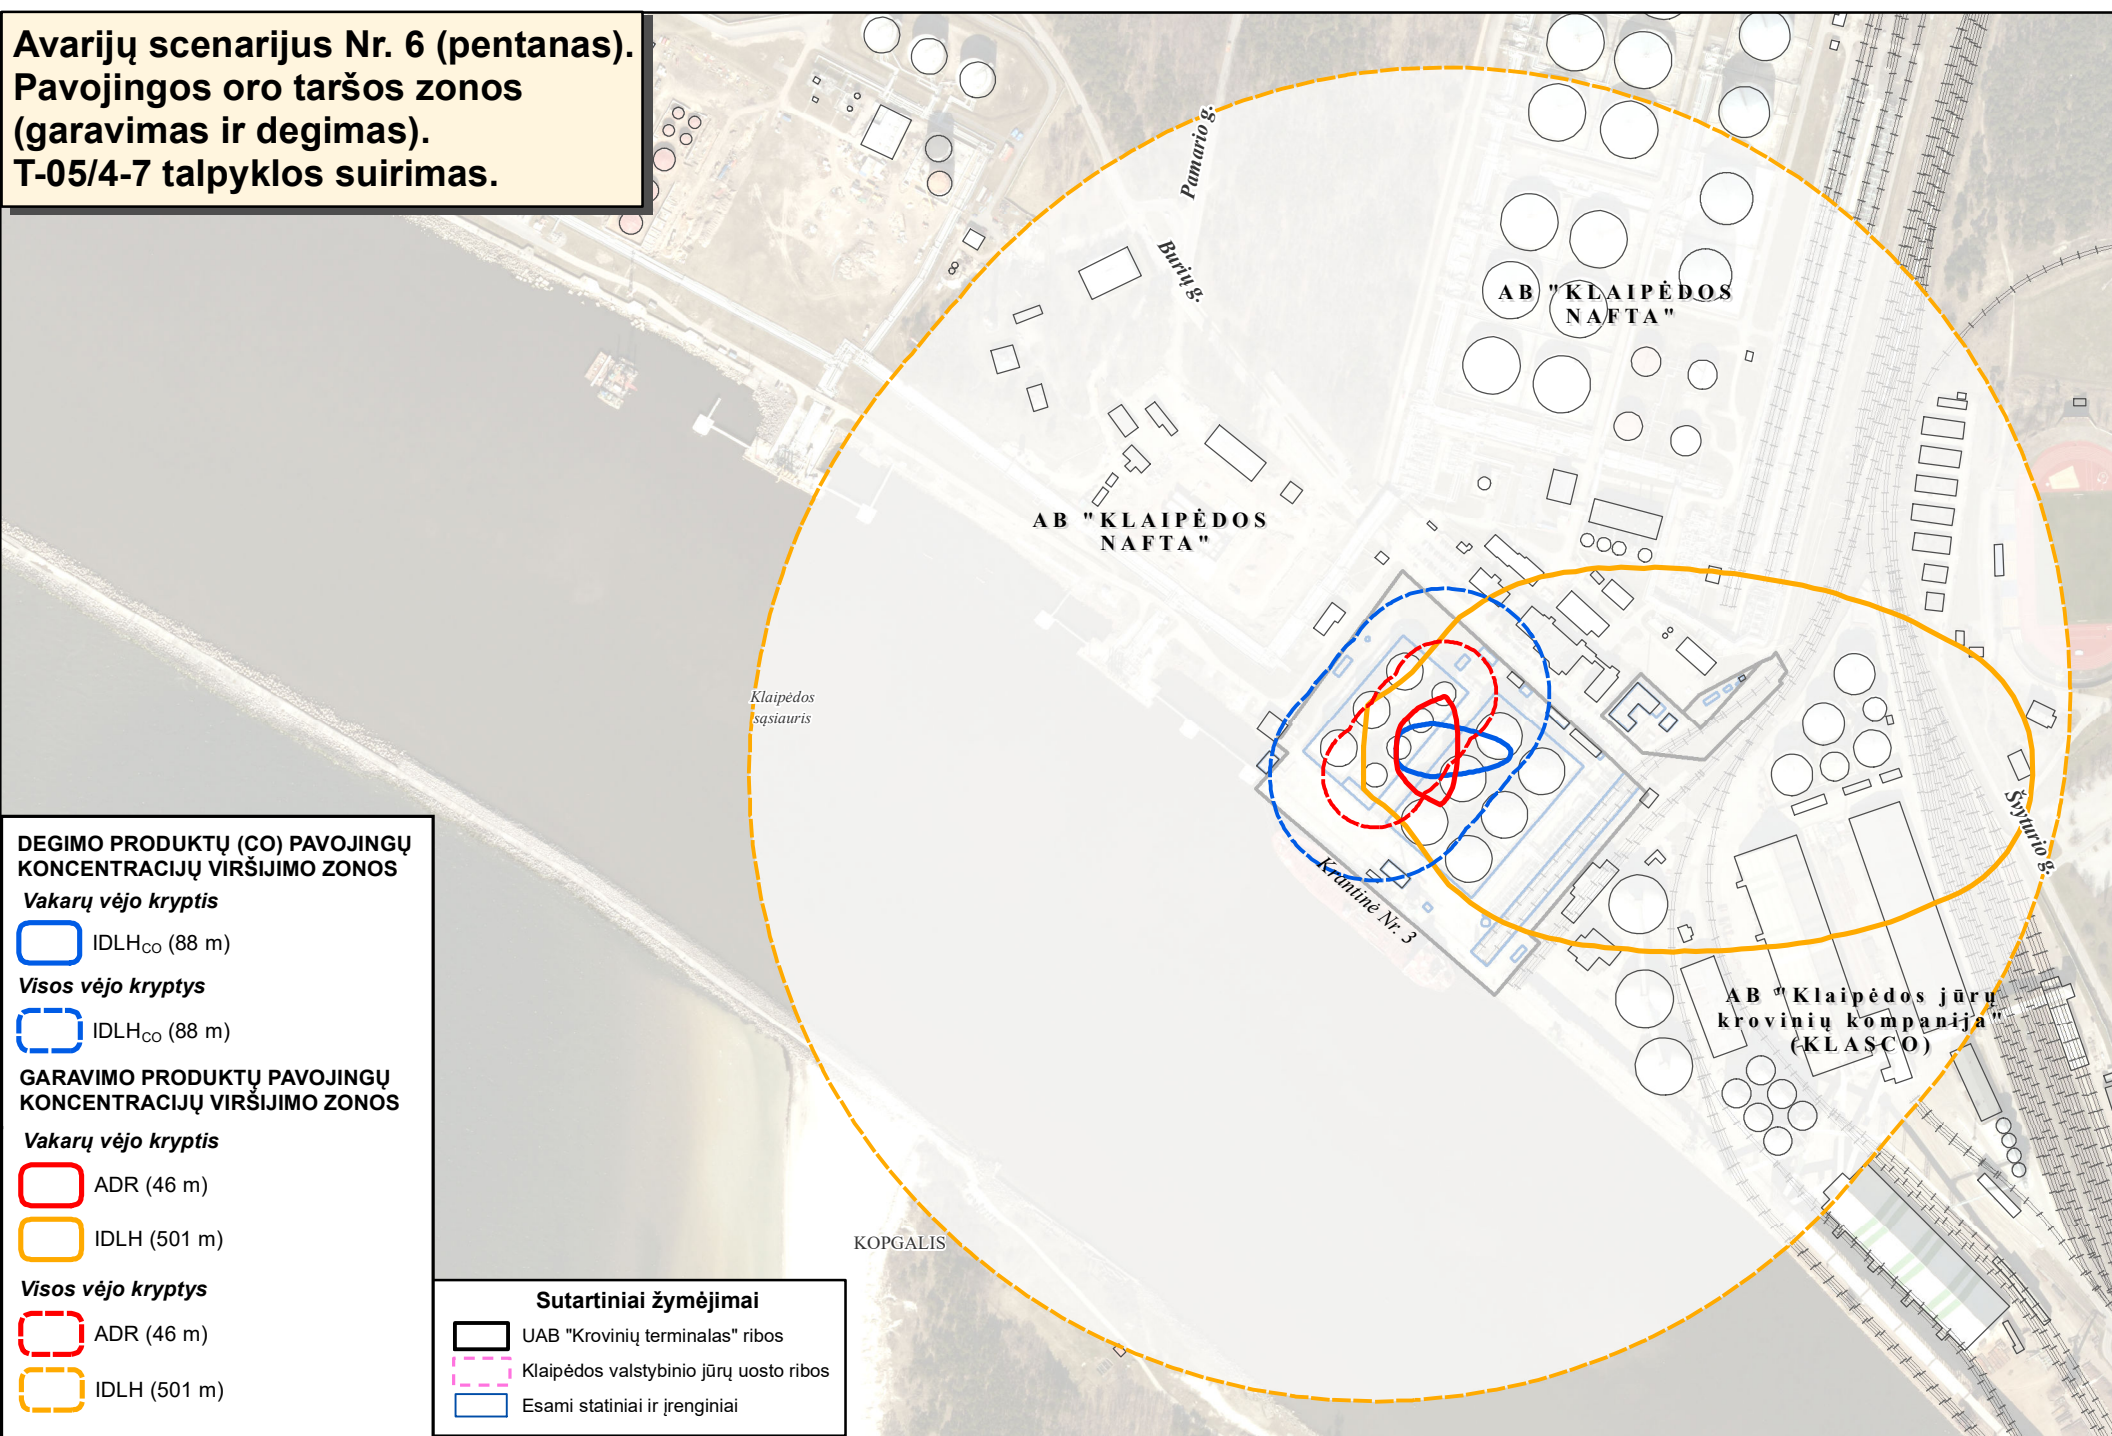 Avarijų scenarijus Nr. 6 (pentanas).
Pavojingos oro taršos zonos
(garavimas ir degimas).
T-05/4-7 talpyklos suirimas.
Pamario g.
Burių g.
AB "KLAIPĖDOS
NAFTA"
AB "KLAIPĖDOS
NAFTA"
Klaipėdos
sąsiauris
Krantinė Nr. 3
Švyturio g.
AB "Klaipėdos jūrų
krovinių kompanija"
(KLASCO)
KOPGALIS
DEGIMO PRODUKTŲ (CO) PAVOJINGŲ
KONCENTRACIJŲ VIRŠIJIMO ZONOS
Vakarų vėjo kryptis
IDLHCO (88 m)
Visos vėjo kryptys
IDLHCO (88 m)
GARAVIMO PRODUKTŲ PAVOJINGŲ
KONCENTRACIJŲ VIRŠIJIMO ZONOS
Vakarų vėjo kryptis
ADR (46 m)
IDLH (501 m)
Visos vėjo kryptys
ADR (46 m)
IDLH (501 m)
Sutartiniai žymėjimai
UAB "Krovinių terminalas" ribos
Klaipėdos valstybinio jūrų uosto ribos
Esami statiniai ir įrenginiai